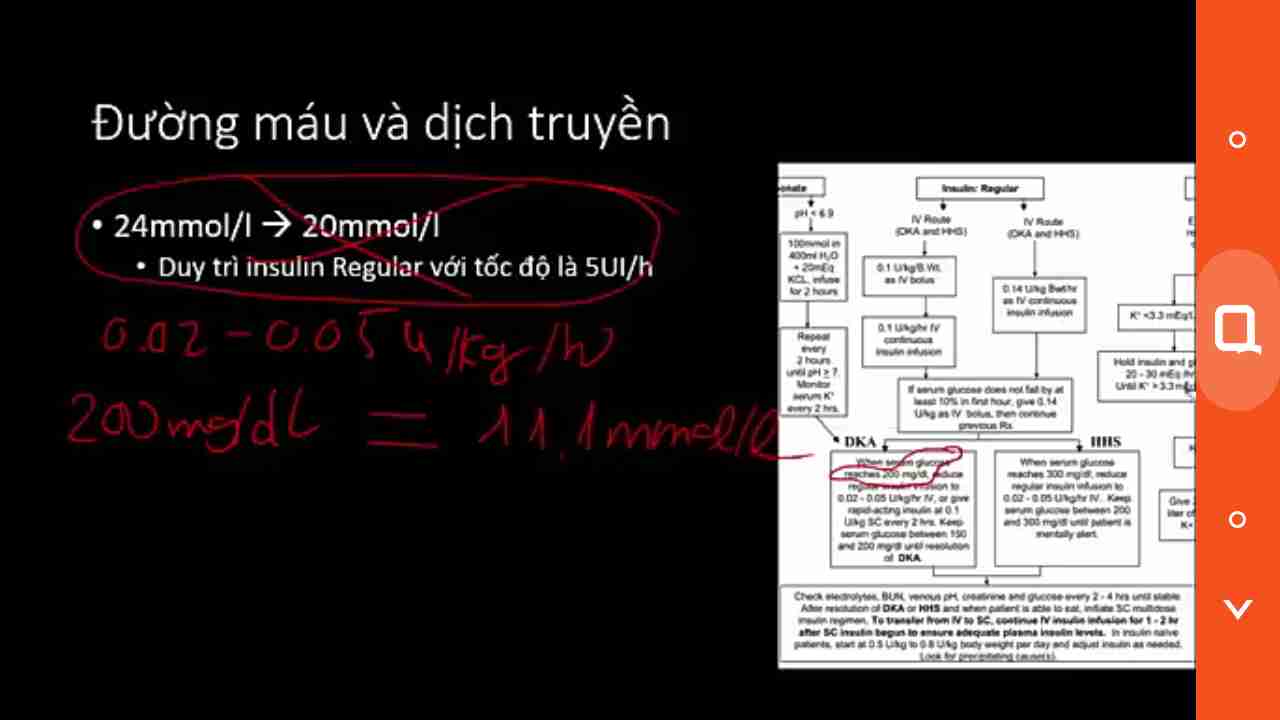 Đường máu và dịch truyền
• 24mmol/l → 20mmol/l
• Duy trì insulin Regular với tốc độ là 5UI/h
0.02 - 0.05 u/kg/h
200mg/dL = 11,1mmol/l
onate
pH < 6.9
100mmol in
400ml H₂O
+ 20mEq
KCL, infuse
for 2 hours
Repeat
every
2 hours
until pH ≥ 7.
Monitor
serum K⁺
every 2 hrs.
Insulin: Regular
IV Route
(DKA and HHS)
0.1 U/kg/B.Wt.
as IV bolus
0.1 U/kg/hr IV
continuous
insulin infusion
IV Route
(DKA and HHS)
0.14 U/kg Bwt/hr
as IV continuous
insulin infusion
If serum glucose does not fall by at
least 10% in first hour, give 0.14
U/kg as IV bolus, then continue
previous Rx
DKA
When serum glucose
reaches 200 mg/dl, reduce
regular insulin infusion to
0.02 - 0.05 U/kg/hr IV, or give
rapid-acting insulin at 0.1
U/kg SC every 2 hrs. Keep
serum glucose between 150
and 200 mg/dl until resolution
of DKA.
HHS
When serum glucose
reaches 300 mg/dl, reduce
regular insulin infusion to
0.02 - 0.05 U/kg/hr IV. Keep
serum glucose between 200
and 300 mg/dl until patient is
mentally alert.
K⁺ <3.3 mEq/
Hold insulin and
20 - 30 mEq
Until K⁺ > 3.3
Give
liter of
K+
Check electrolytes, BUN, venous pH, creatinine and glucose every 2 - 4 hrs until stable.
After resolution of DKA or HHS and when patient is able to eat, initiate SC multidose
insulin regimen. To transfer from IV to SC, continue IV insulin infusion for 1 - 2 hr
after SC insulin begun to ensure adequate plasma insulin levels. In insulin naive
patients, start at 0.5 U/kg to 0.8 U/kg body weight per day and adjust insulin as needed.
Look for precipitating cause(s).